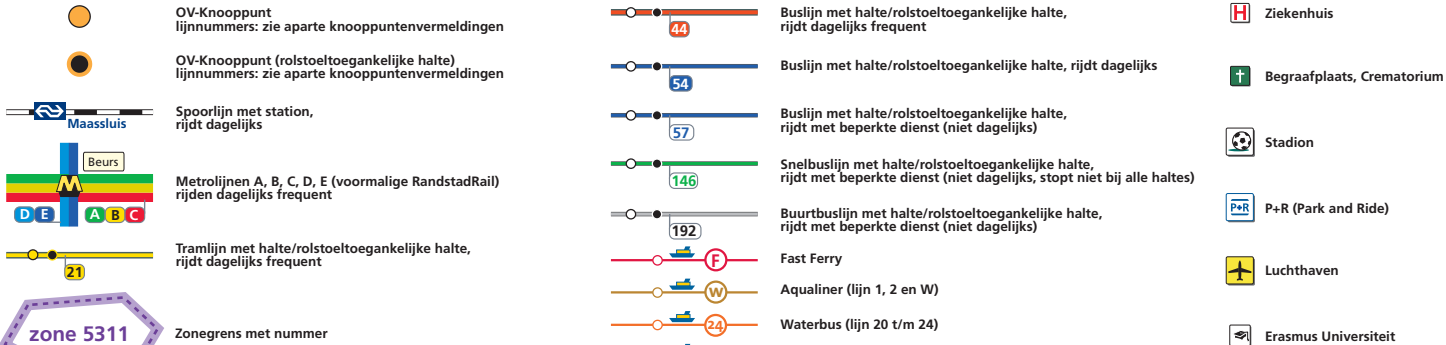 OV-Knooppunt
lijnnummers: zie aparte knooppuntenvermeldingen
OV-Knooppunt (rolstoeltoegankelijke halte)
lijnnummers: zie aparte knooppuntenvermeldingen
Maassluis
Spoorlijn met station,
rijdt dagelijks
Beurs
M
D E A B C
Metrolijnen A, B, C, D, E (voormalige RandstadRail)
rijden dagelijks frequent
21
Tramlijn met halte/rolstoeltoegankelijke halte,
rijdt dagelijks frequent
zone 5311
Zonegrens met nummer
44
Buslijn met halte/rolstoeltoegankelijke halte,
rijdt dagelijks frequent
54
Buslijn met halte/rolstoeltoegankelijke halte, rijdt dagelijks
57
Buslijn met halte/rolstoeltoegankelijke halte,
rijdt met beperkte dienst (niet dagelijks)
146
Snelbuslijn met halte/rolstoeltoegankelijke halte,
rijdt met beperkte dienst (niet dagelijks, stopt niet bij alle haltes)
192
Buurtbuslijn met halte/rolstoeltoegankelijke halte,
rijdt met beperkte dienst (niet dagelijks)
F
Fast Ferry
W
Aqualiner (lijn 1, 2 en W)
24
Waterbus (lijn 20 t/m 24)
H
Ziekenhuis
Begraafplaats, Crematorium
Stadion
P+R
P+R (Park and Ride)
Luchthaven
Erasmus Universiteit